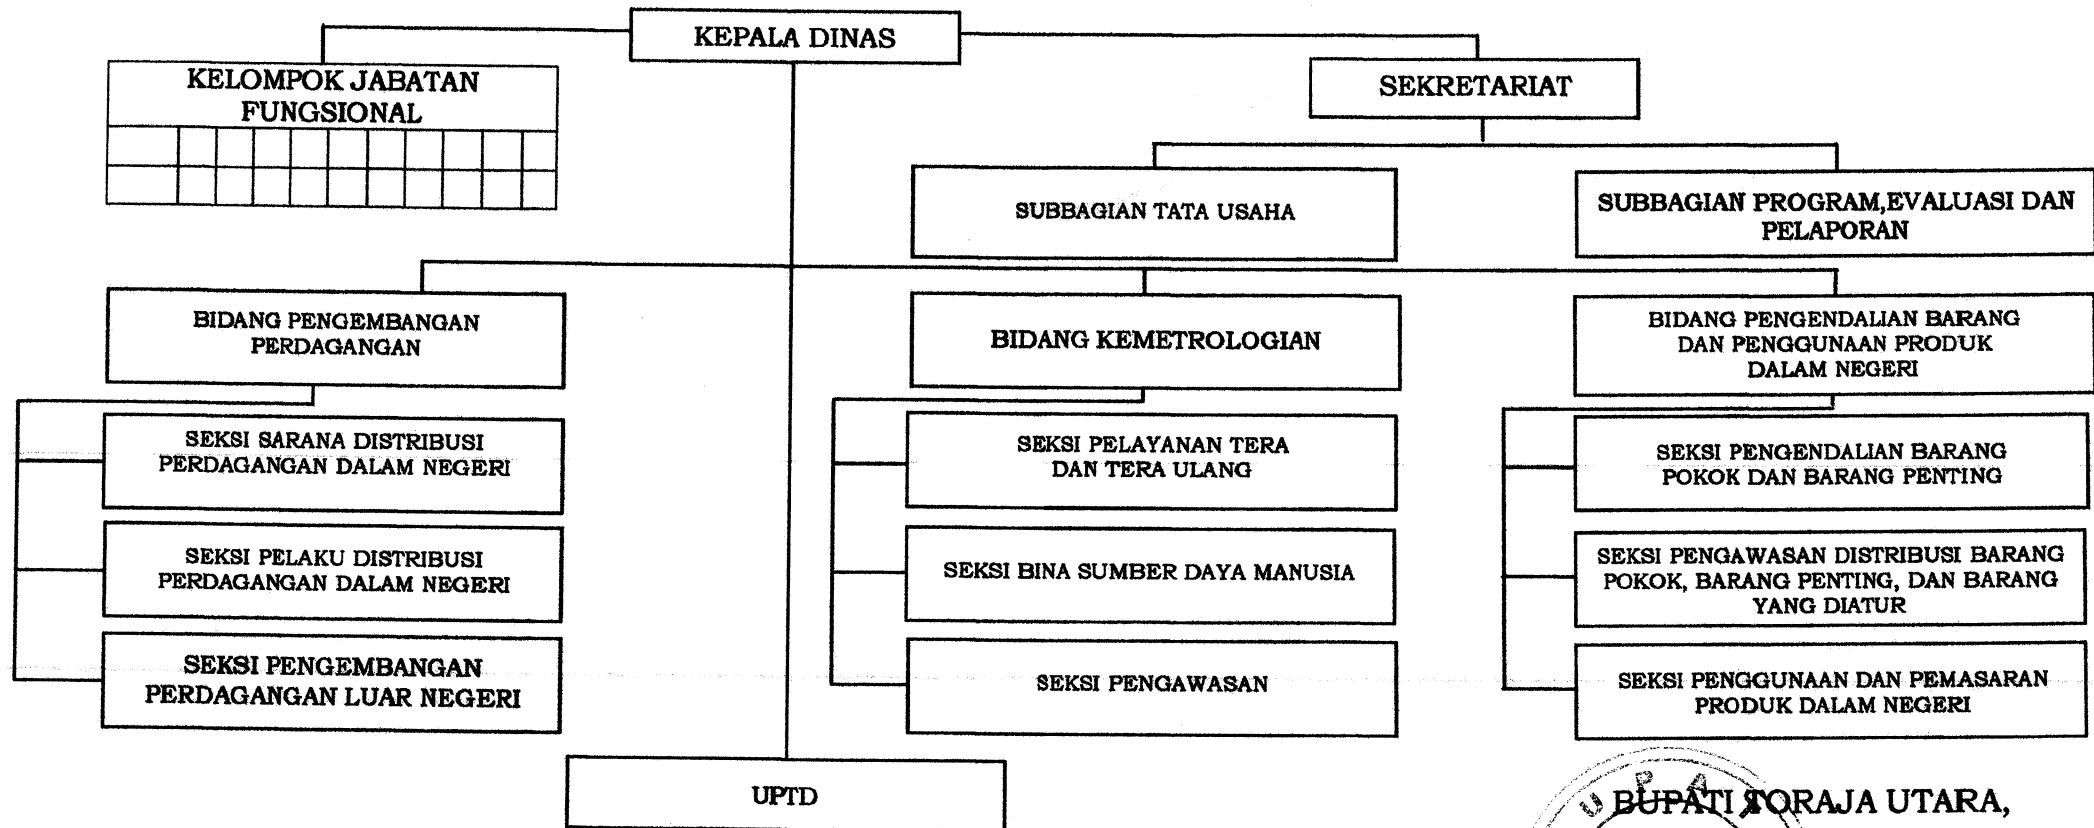 KEPALA DINAS
KELOMPOK JABATAN
FUNGSIONAL
SEKRETARIAT
SUBBAGIAN TATA USAHA
SUBBAGIAN PROGRAM,EVALUASI DAN
PELAPORAN
BIDANG PENGEMBANGAN
PERDAGANGAN
BIDANG KEMETROLOGIAN
BIDANG PENGENDALIAN BARANG
DAN PENGGUNAAN PRODUK
DALAM NEGERI
SEKSI SARANA DISTRIBUSI
PERDAGANGAN DALAM NEGERI
SEKSI PELAYANAN TERA
DAN TERA ULANG
SEKSI PENGENDALIAN BARANG
POKOK DAN BARANG PENTING
SEKSI PELAKU DISTRIBUSI
PERDAGANGAN DALAM NEGERI
SEKSI BINA SUMBER DAYA MANUSIA
SEKSI PENGAWASAN DISTRIBUSI BARANG
POKOK, BARANG PENTING, DAN BARANG
YANG DIATUR
SEKSI PENGEMBANGAN
PERDAGANGAN LUAR NEGERI
SEKSI PENGAWASAN
SEKSI PENGGUNAAN DAN PEMASARAN
PRODUK DALAM NEGERI
UPTD
BUPATI TORAJA UTARA,